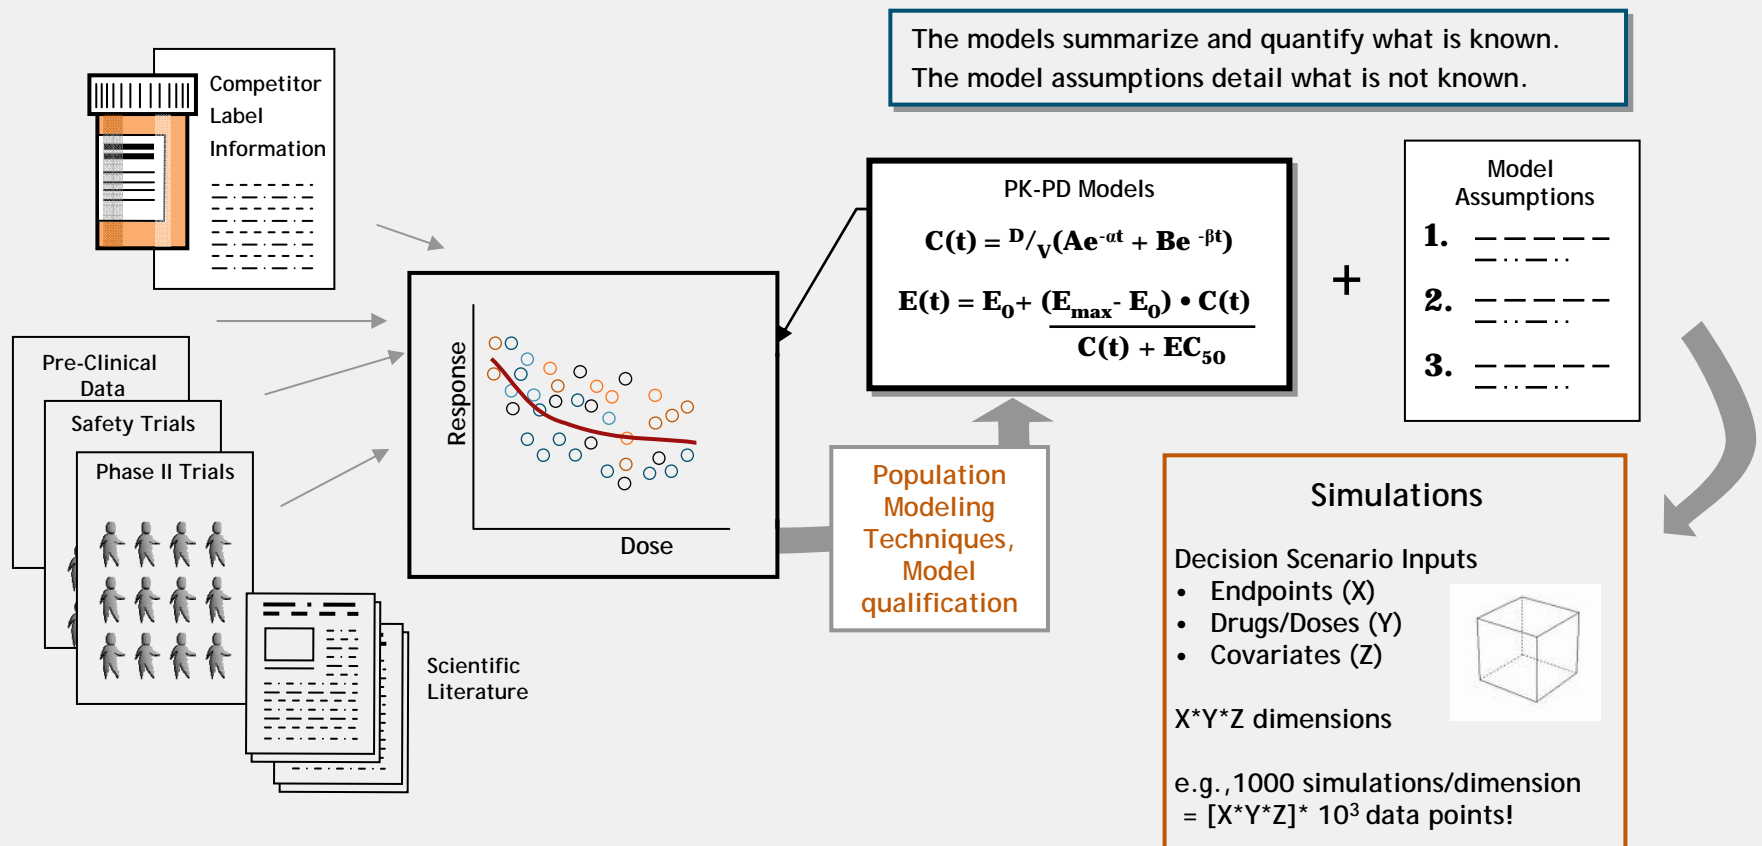 The models summarize and quantify what is known.
The model assumptions detail what is not known.
Competitor
Label
Information
Pre-Clinical
Data
Safety Trials
Phase II Trials
Scientific
Literature
Response
Dose
Population
Modeling
Techniques,
Model
qualification
PK-PD Models
C(t) = D/V(Ae-αt + Be -βt)
E(t) = E0+ (Emax- E0) • C(t)
C(t) + EC50
+
Model
Assumptions
1.
2.
3.
Simulations
Decision Scenario Inputs
• Endpoints (X)
• Drugs/Doses (Y)
• Covariates (Z)
X*Y*Z dimensions
e.g.,1000 simulations/dimension
= [X*Y*Z]* 10³ data points!